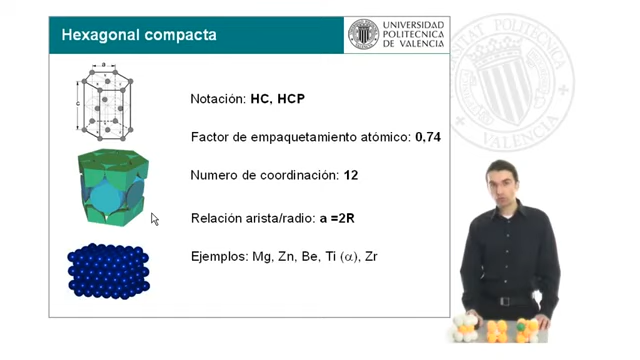 Hexagonal compacta
UNIVERSIDAD
POLITECNICA
DE VALENCIA
Notación: HC, HCP
Factor de empaquetamiento atómico: 0,74
Numero de coordinación: 12
Relación arista/radio: a =2R
Ejemplos: Mg, Zn, Be, Ti (α), Zr
a
c